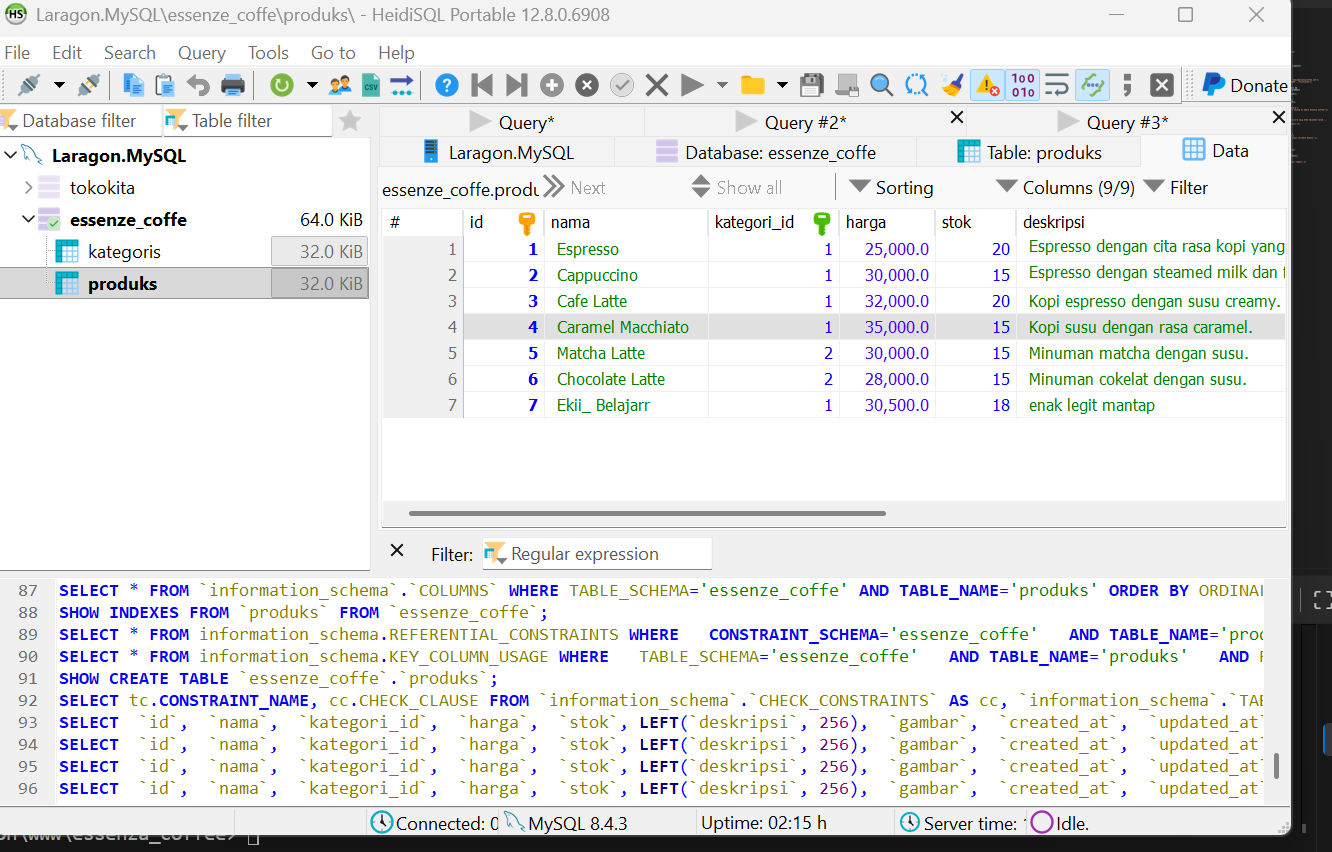 Laragon.MySQL\essenze_coffe\produks\ - HeidiSQL Portable 12.8.0.6908
File Edit Search Query Tools Go to Help
Donate
Database filter Table filter
Query* Query #2* Query #3*
Laragon.MySQL Database: essenze_coffe Table: produks Data
Laragon.MySQL
tokokita
essenze_coffe 64.0 KiB
kategoris 32.0 KiB
produks 32.0 KiB
essenze_coffe.produ Next Show all Sorting Columns (9/9) Filter
# id nama kategori_id harga stok deskripsi
1 1 Espresso 1 25,000.0 20 Espresso dengan cita rasa kopi yang
2 2 Cappuccino 1 30,000.0 15 Espresso dengan steamed milk dan f
3 3 Cafe Latte 1 32,000.0 20 Kopi espresso dengan susu creamy.
4 4 Caramel Macchiato 1 35,000.0 15 Kopi susu dengan rasa caramel.
5 5 Matcha Latte 2 30,000.0 15 Minuman matcha dengan susu.
6 6 Chocolate Latte 2 28,000.0 15 Minuman cokelat dengan susu.
7 7 Ekii_ Belajarr 1 30,500.0 18 enak legit mantap
Filter: Regular expression
87 SELECT * FROM `information_schema`.`COLUMNS` WHERE TABLE_SCHEMA='essenze_coffe' AND TABLE_NAME='produks' ORDER BY ORDINAL
88 SHOW INDEXES FROM `produks` FROM `essenze_coffe`;
89 SELECT * FROM information_schema.REFERENTIAL_CONSTRAINTS WHERE CONSTRAINT_SCHEMA='essenze_coffe' AND TABLE_NAME='prod
90 SELECT * FROM information_schema.KEY_COLUMN_USAGE WHERE TABLE_SCHEMA='essenze_coffe' AND TABLE_NAME='produks' AND
91 SHOW CREATE TABLE `essenze_coffe`.`produks`;
92 SELECT tc.CONSTRAINT_NAME, cc.CHECK_CLAUSE FROM `information_schema`.`CHECK_CONSTRAINTS` AS cc, `information_schema`.`TAB
93 SELECT `id`, `nama`, `kategori_id`, `harga`, `stok`, LEFT(`deskripsi`, 256), `gambar`, `created_at`, `updated_at`
94 SELECT `id`, `nama`, `kategori_id`, `harga`, `stok`, LEFT(`deskripsi`, 256), `gambar`, `created_at`, `updated_at`
95 SELECT `id`, `nama`, `kategori_id`, `harga`, `stok`, LEFT(`deskripsi`, 256), `gambar`, `created_at`, `updated_at`
96 SELECT `id`, `nama`, `kategori_id`, `harga`, `stok`, LEFT(`deskripsi`, 256), `gambar`, `created_at`, `updated_at`
Connected: 0 MySQL 8.4.3 Uptime: 02:15 h Server time: Idle.